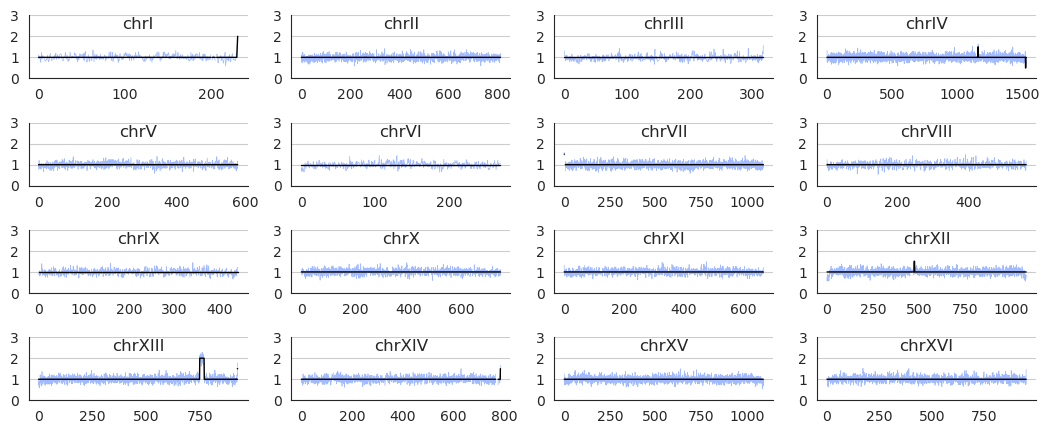 3 chrI 3 chrII 3 chrIII 3 chrIV
2 2 2 2
1 1 1 1
0 0 0 0
0 100 200 0 200 400 600 800 0 100 200 300 0 500 1000 1500
3 chrV 3 chrVI 3 chrVII 3 chrVIII
2 2 2 2
1 1 1 1
0 0 0 0
0 200 400 600 0 100 200 0 250 500 750 1000 0 200 400
3 chrIX 3 chrX 3 chrXI 3 chrXII
2 2 2 2
1 1 1 1
0 0 0 0
0 100 200 300 400 0 200 400 600 0 200 400 600 0 250 500 750 1000
3 chrXIII 3 chrXIV 3 chrXV 3 chrXVI
2 2 2 2
1 1 1 1
0 0 0 0
0 250 500 750 0 200 400 600 800 0 250 500 750 1000 0 250 500 750